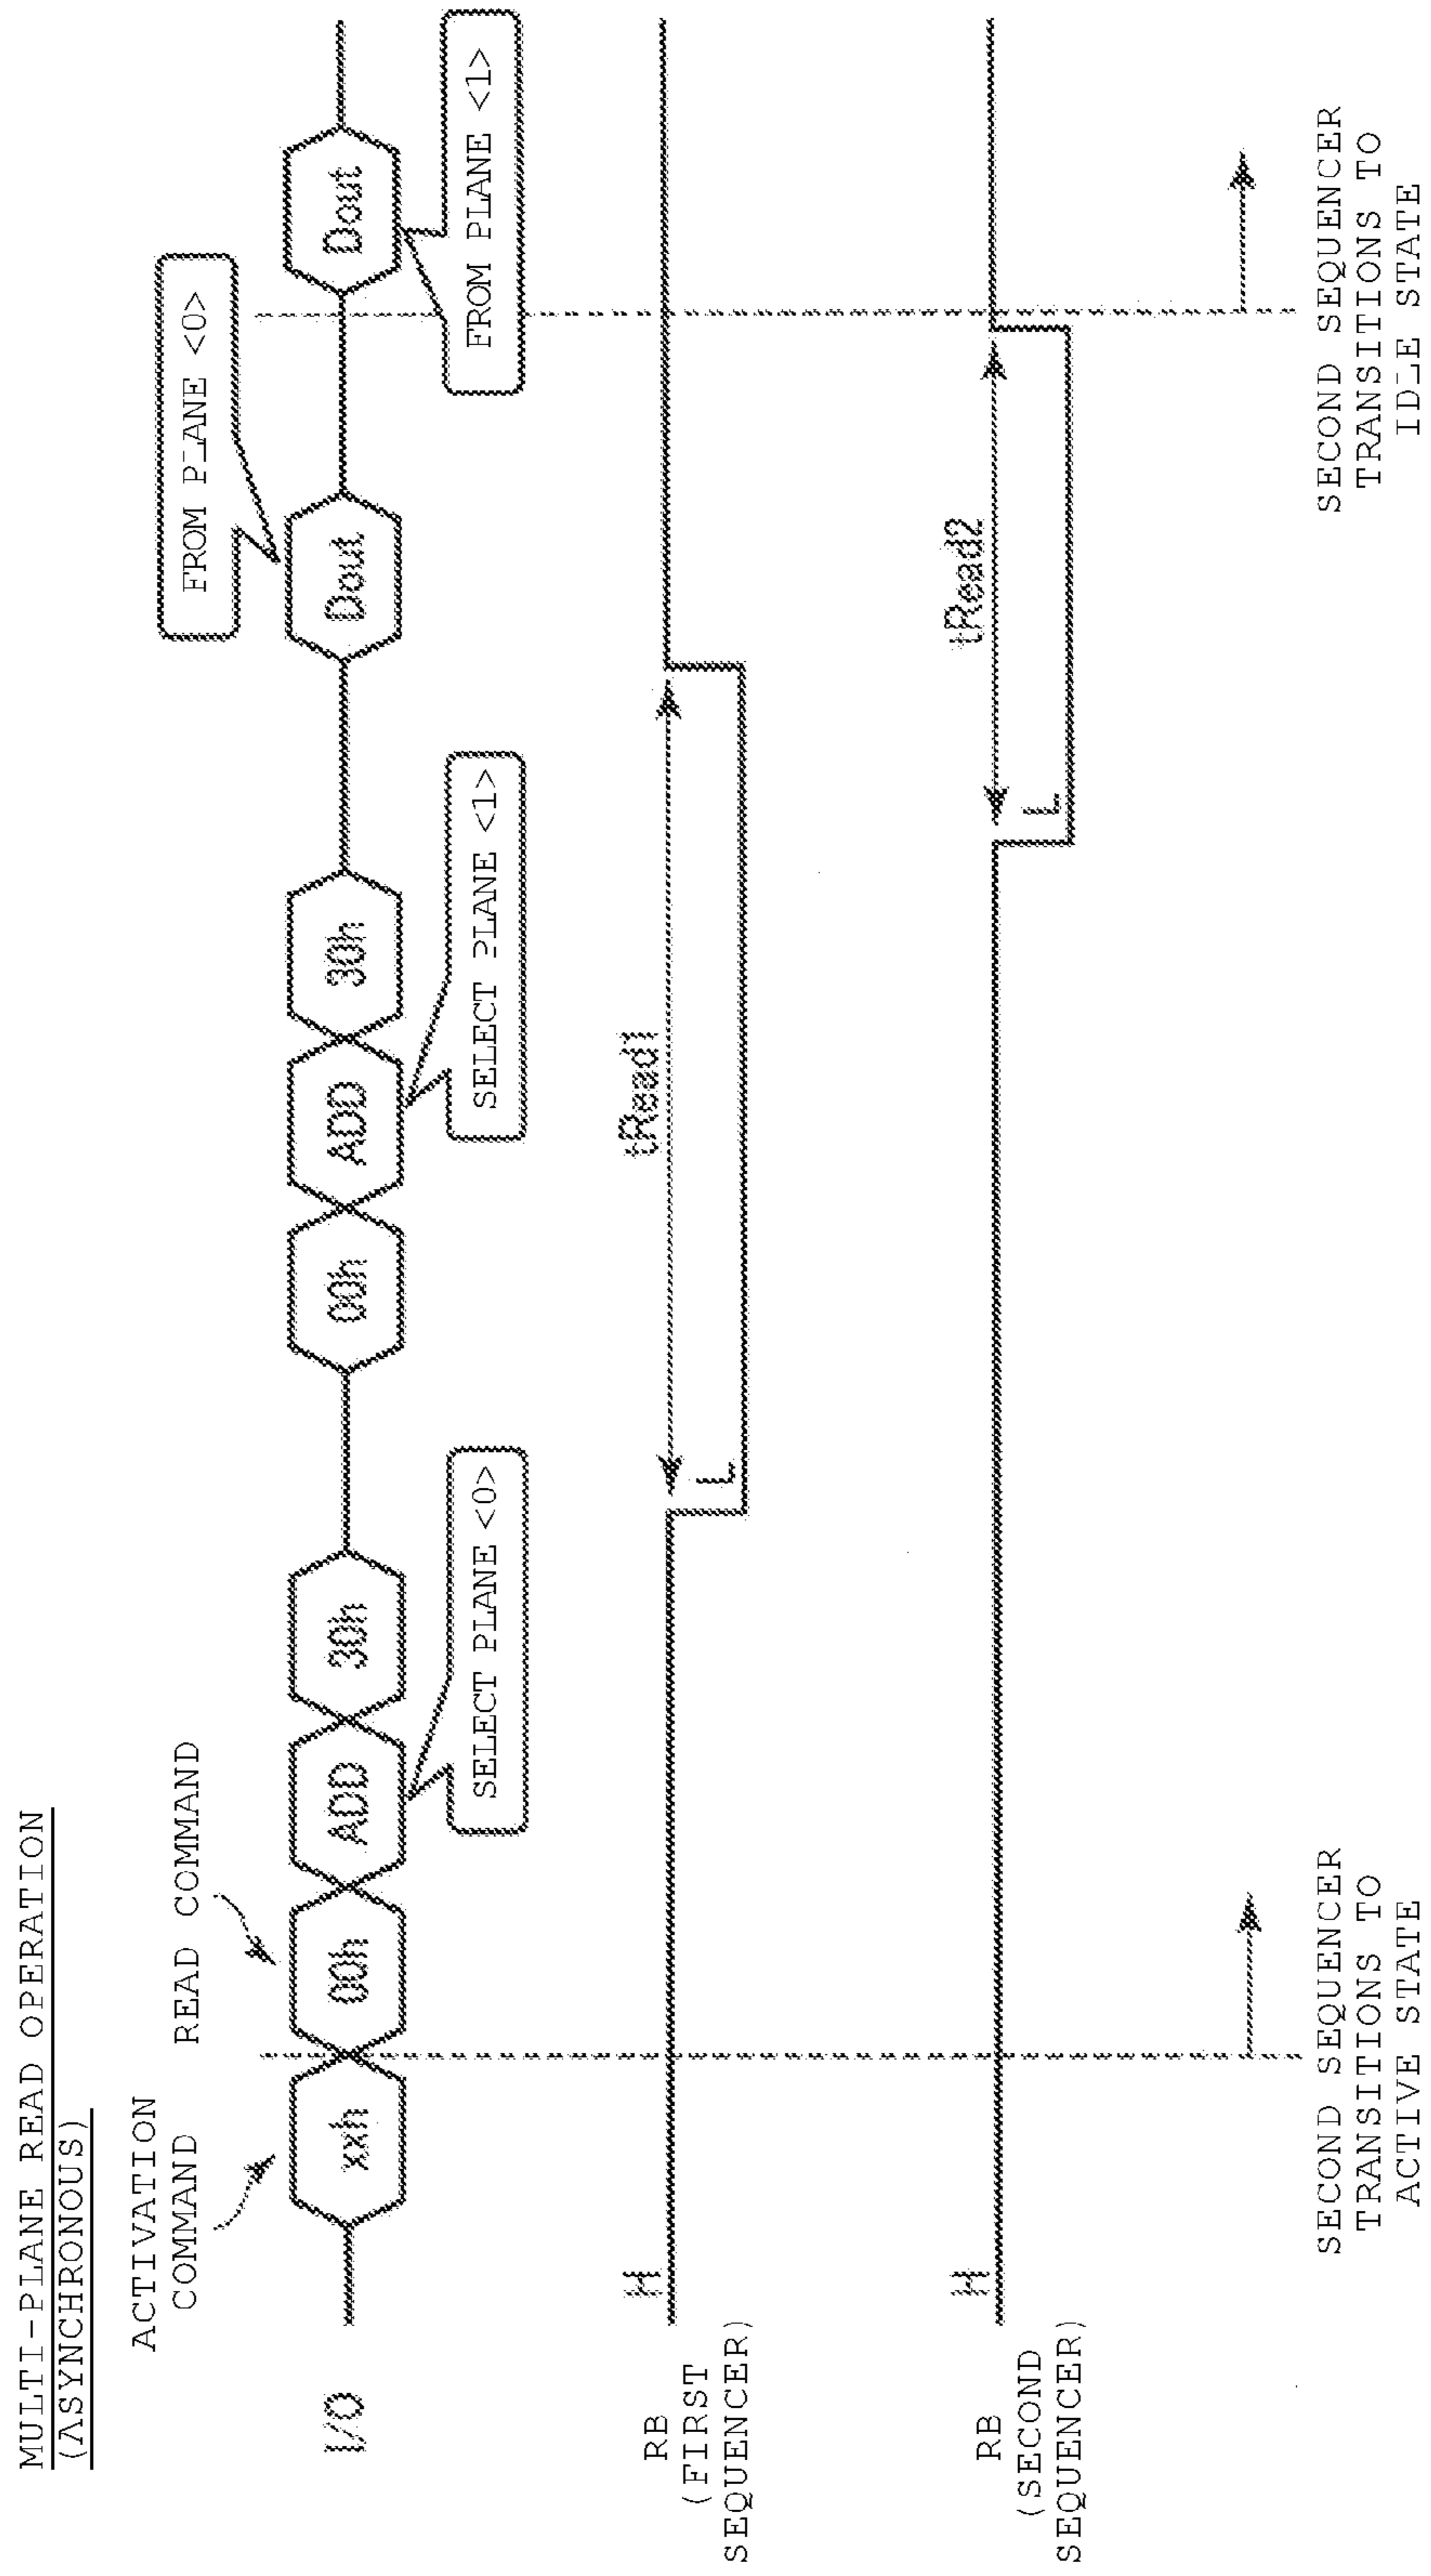 MULTI-PLANE READ OPERATION
(ASYNCHRONOUS)
ACTIVATION
COMMAND
READ COMMAND
FROM PLANE <0>
I/O
xxh
00h
ADD
30h
00h
ADD
30h
Dout
Dout
SELECT PLANE <0>
SELECT PLANE <1>
FROM PLANE <1>
RB
(FIRST
SEQUENCER)
H
L
tRead1
RB
(SECOND
SEQUENCER)
H
L
tRead2
SECOND SEQUENCER
TRANSITIONS TO
ACTIVE STATE
SECOND SEQUENCER
TRANSITIONS TO
IDLE STATE